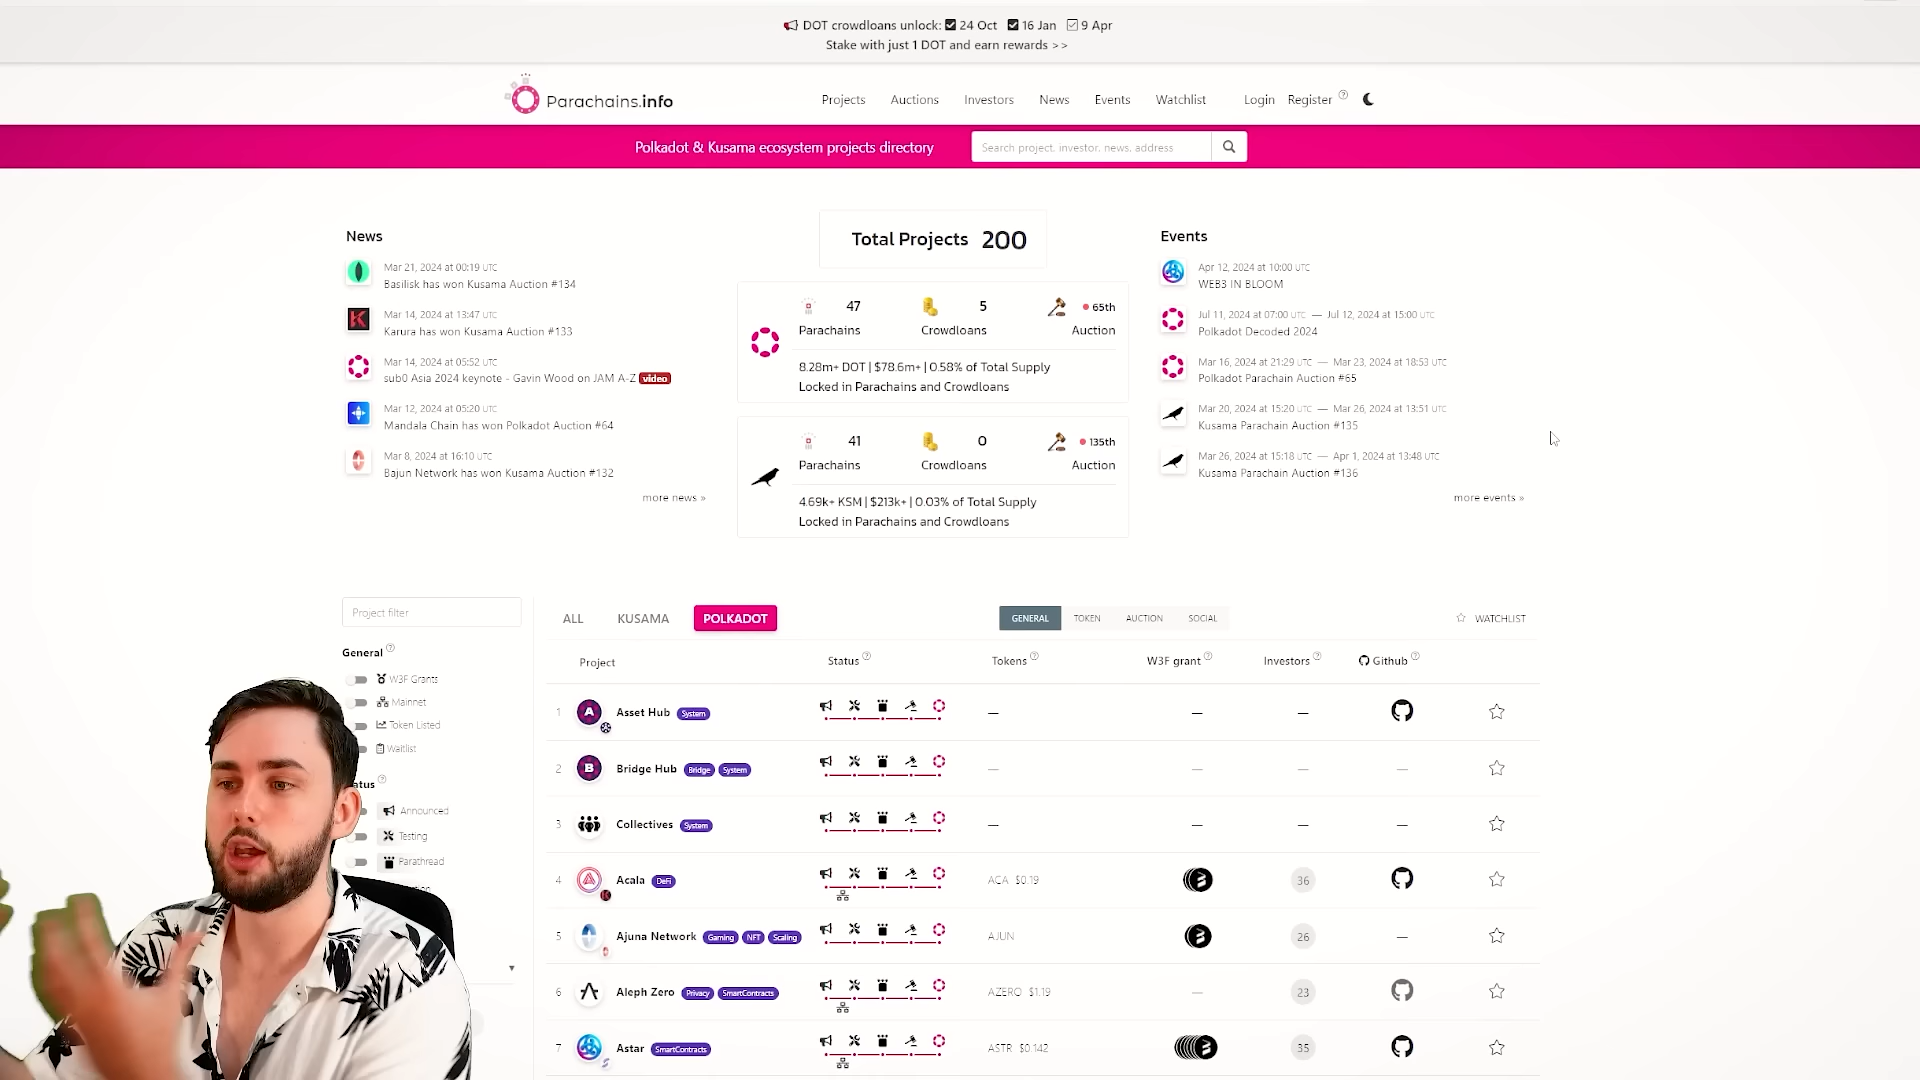 DOT crowdloans unlock: 24 Oct 16 Jan 9 Apr
Stake with just 1 DOT and earn rewards >>
Parachains.info
Projects Auctions Investors News Events Watchlist Login Register
Polkadot & Kusama ecosystem projects directory
Search project, investor, news, address
News
Mar 21, 2024 at 00:19 UTC
Basilisk has won Kusama Auction #134
Mar 14, 2024 at 13:47 UTC
Karura has won Kusama Auction #133
Mar 14, 2024 at 05:52 UTC
sub0 Asia 2024 keynote - Gavin Wood on JAM A-Z video
Mar 12, 2024 at 05:20 UTC
Mandala Chain has won Polkadot Auction #64
Mar 8, 2024 at 16:10 UTC
Bajun Network has won Kusama Auction #132
more news »
Total Projects 200
47 5 65th
Parachains Crowdloans Auction
8.28m+ DOT | $78.6m+ | 0.58% of Total Supply
Locked in Parachains and Crowdloans
41 0 135th
Parachains Crowdloans Auction
4.69k+ KSM | $213k+ | 0.03% of Total Supply
Locked in Parachains and Crowdloans
Events
Apr 12, 2024 at 10:00 UTC
WEB3 IN BLOOM
Jul 11, 2024 at 07:00 UTC — Jul 12, 2024 at 15:00 UTC
Polkadot Decoded 2024
Mar 16, 2024 at 21:29 UTC — Mar 23, 2024 at 18:53 UTC
Polkadot Parachain Auction #65
Mar 20, 2024 at 15:20 UTC — Mar 26, 2024 at 13:51 UTC
Kusama Parachain Auction #135
Mar 26, 2024 at 15:18 UTC — Apr 1, 2024 at 13:48 UTC
Kusama Parachain Auction #136
more events »
Project filter
General
W3F Grants
Mainnet
Token Listed
Waitlist
Announced
Testing
Parathread
ALL KUSAMA POLKADOT GENERAL TOKEN AUCTION SOCIAL WATCHLIST
Project Status Tokens W3F grant Investors Github
1 Asset Hub System — — —
2 Bridge Hub Bridge System — — — —
3 Collectives System — — — —
4 Acala DeFi ACA $0.19 36
5 Ajuna Network Gaming NFT Scaling AJUN 26 —
6 Aleph Zero Privacy SmartContracts AZERO $1.19 — 23
7 Astar SmartContracts ASTR $0.142 35